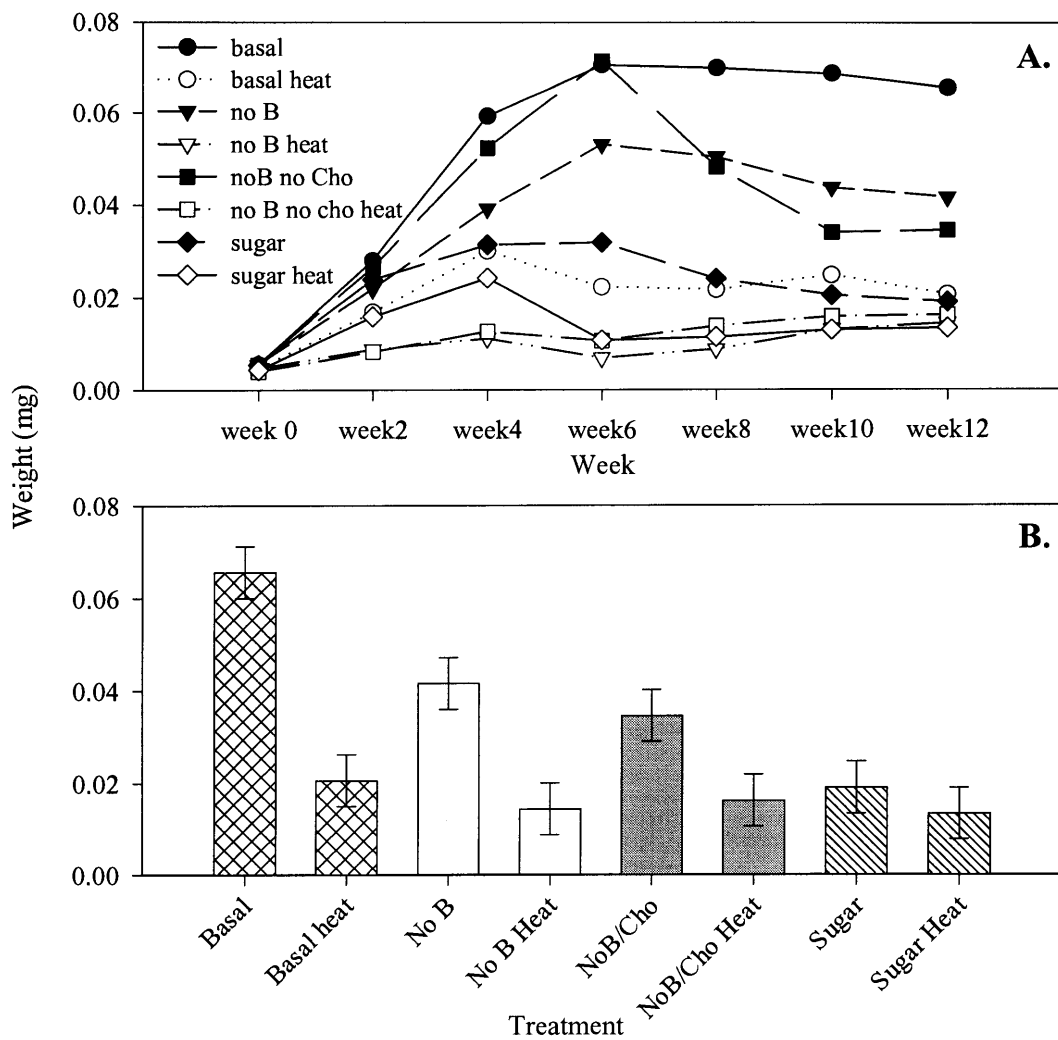 0.08
0.06
0.04
0.02
0.00
A.
basal
basal heat
no B
no B heat
noB no Cho
no B no cho heat
sugar
sugar heat
week 0 week2 week4 week6 week8 week10 week12
Week
Weight (mg)
0.08
0.06
0.04
0.02
0.00
B.
Basal
Basal heat
No B
No B Heat
NoB/Cho
NoB/Cho Heat
Sugar
Sugar Heat
Treatment